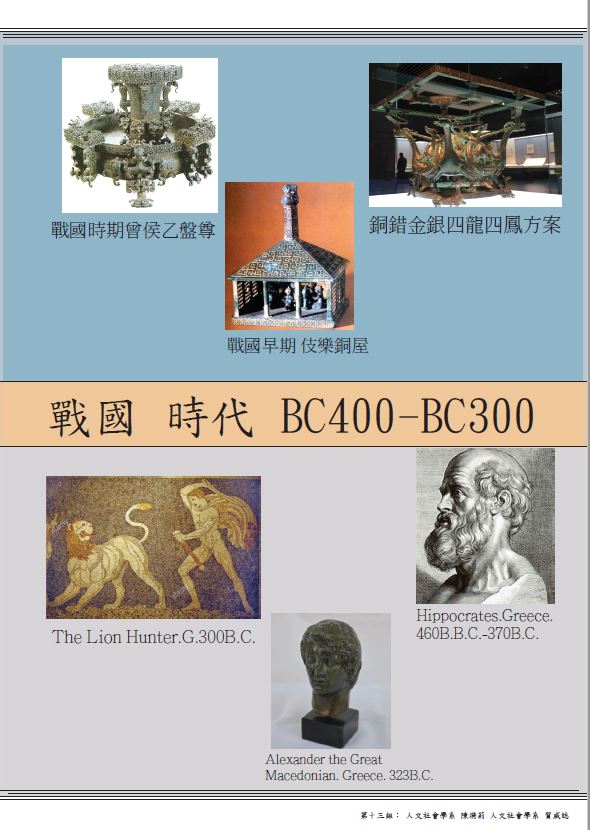 戰國時期曾侯乙盤尊
銅錯金銀四龍四鳳方案
戰國早期 伎樂銅屋
戰國 時代 BC400-BC300
The Lion Hunter.G.300B.C.
Hippocrates.Greece.
460B.B.C.-370B.C.
Alexander the Great
Macedonian. Greece. 323B.C.
第十三組： 人文社會學系 陳 莉 人文社會學系 賀威誌